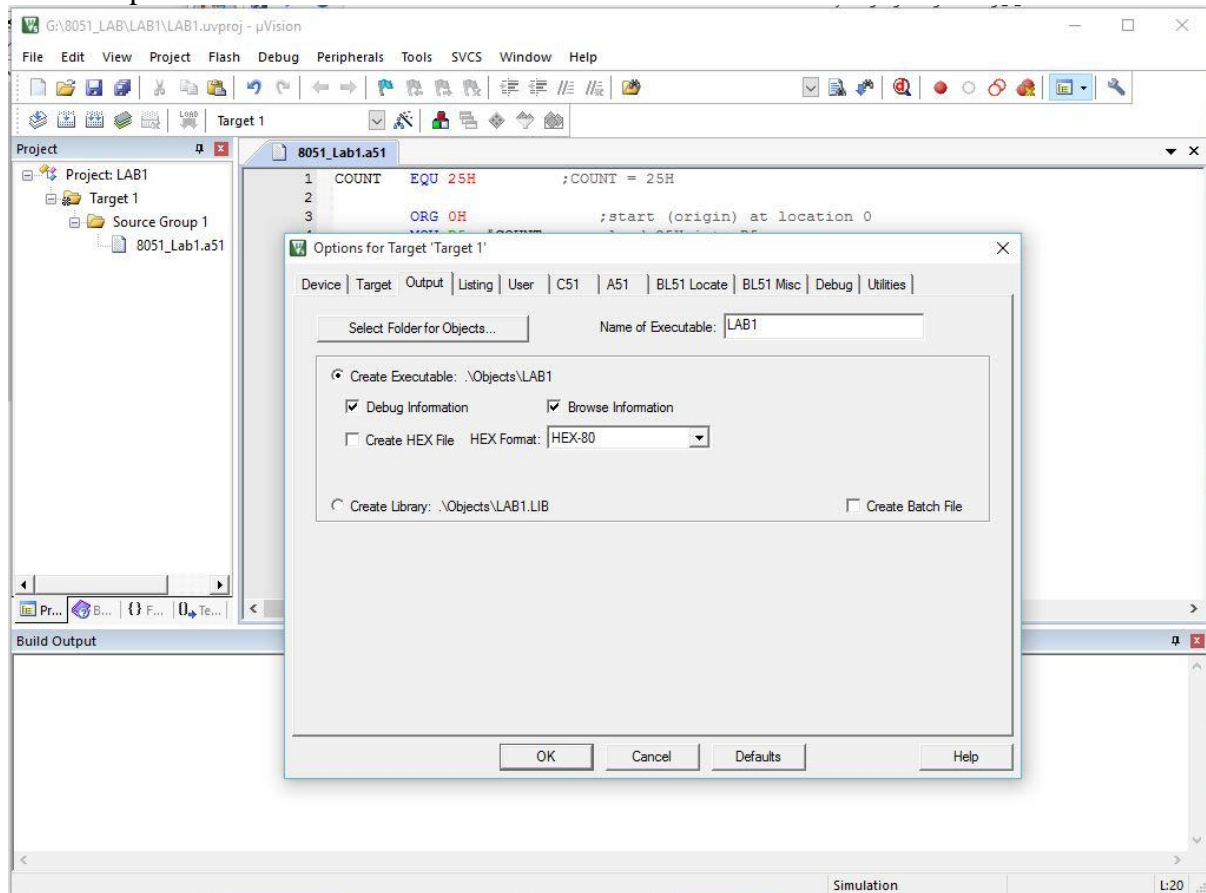 G:\8051_LAB\LAB1\LAB1.uvproj - µVision
File Edit View Project Flash Debug Peripherals Tools SVCS Window Help
LOAD Target 1
Project
8051_Lab1.a51
Project: LAB1
Target 1
Source Group 1
8051_Lab1.a51
1 COUNT EQU 25H ;COUNT = 25H
2
3 ORG 0H ;start (origin) at location 0
Options for Target 'Target 1'
Device Target Output Listing User C51 A51 BL51 Locate BL51 Misc Debug Utilities
Select Folder for Objects... Name of Executable: LAB1
Create Executable: .\Objects\LAB1
Debug Information Browse Information
Create HEX File HEX Format: HEX-80
Create Library: .\Objects\LAB1.LIB Create Batch File
OK Cancel Defaults Help
Pr... B... {} F... 0 Te...
Build Output
Simulation L:20